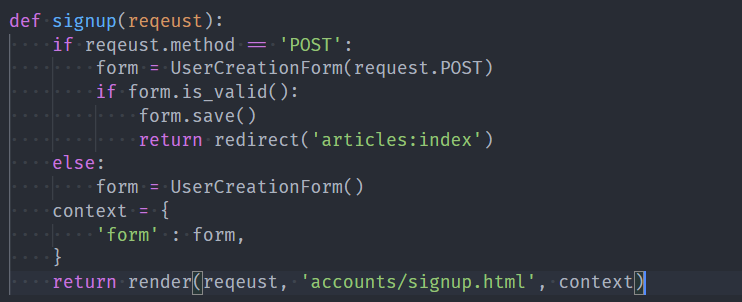 def signup(reqeust):
    if reqeust.method == 'POST':
        form = UserCreationForm(request.POST)
        if form.is_valid():
            form.save()
            return redirect('articles:index')
    else:
        form = UserCreationForm()
    context = {
        'form' : form,
    }
    return render(reqeust, 'accounts/signup.html', context)